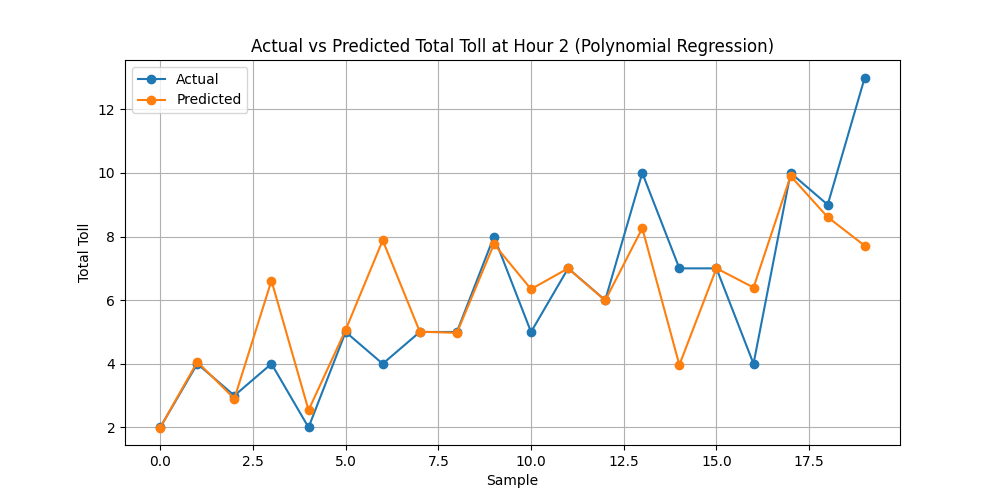 Actual vs Predicted Total Toll at Hour 2 (Polynomial Regression)
Actual
Predicted
Total Toll
12
10
8
6
4
2
0.0 2.5 5.0 7.5 10.0 12.5 15.0 17.5
Sample